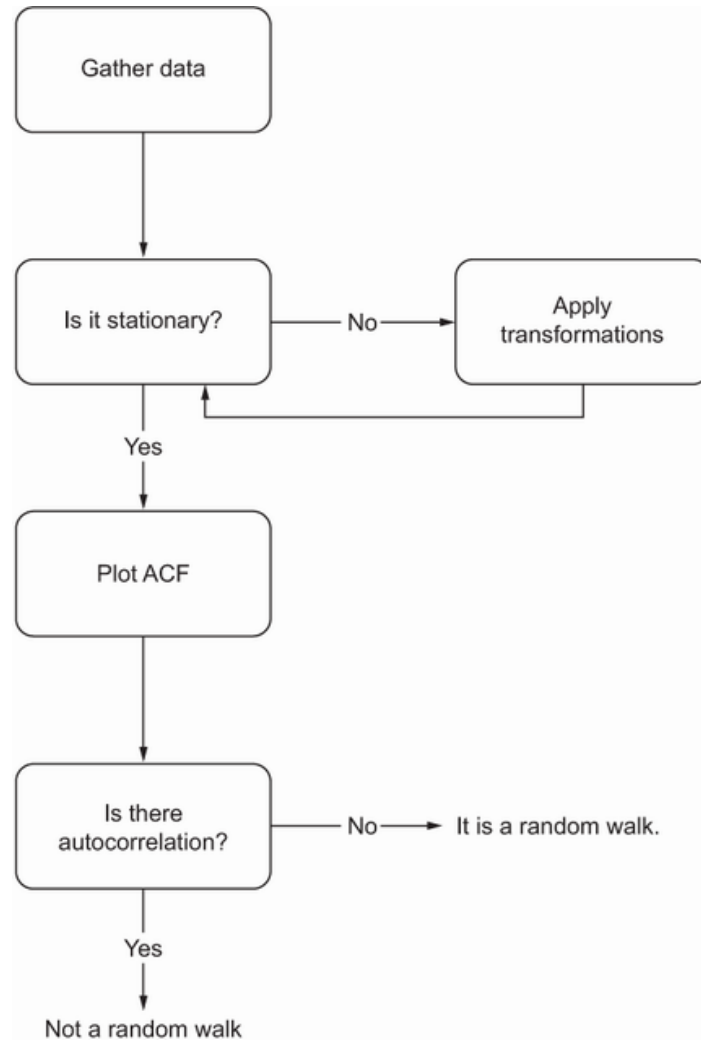 Gather data
Is it stationary?
No
Apply
transformations
Yes
Plot ACF
Is there
autocorrelation?
No
It is a random walk.
Yes
Not a random walk